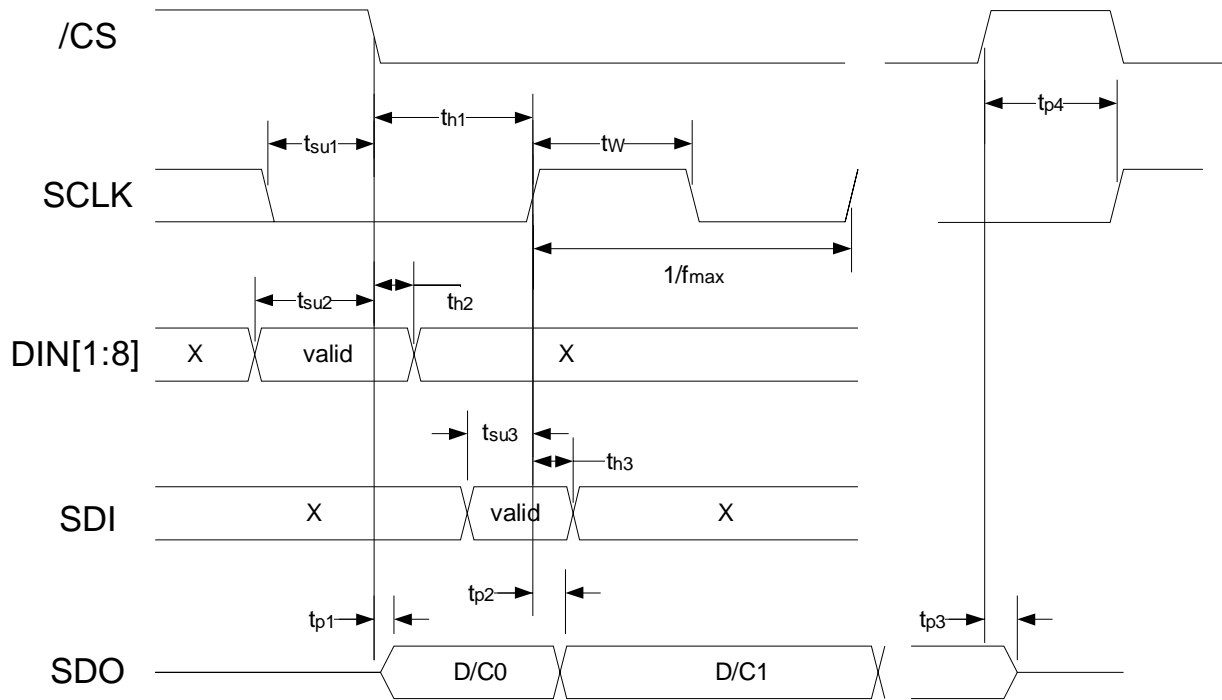 /CS
tp4
th1
tsu1
tW
SCLK
1/fmax
tsu2
th2
DIN[1:8]
X valid X
tsu3
th3
SDI
X valid X
tp2
tp1
tp3
SDO
D/C0 D/C1